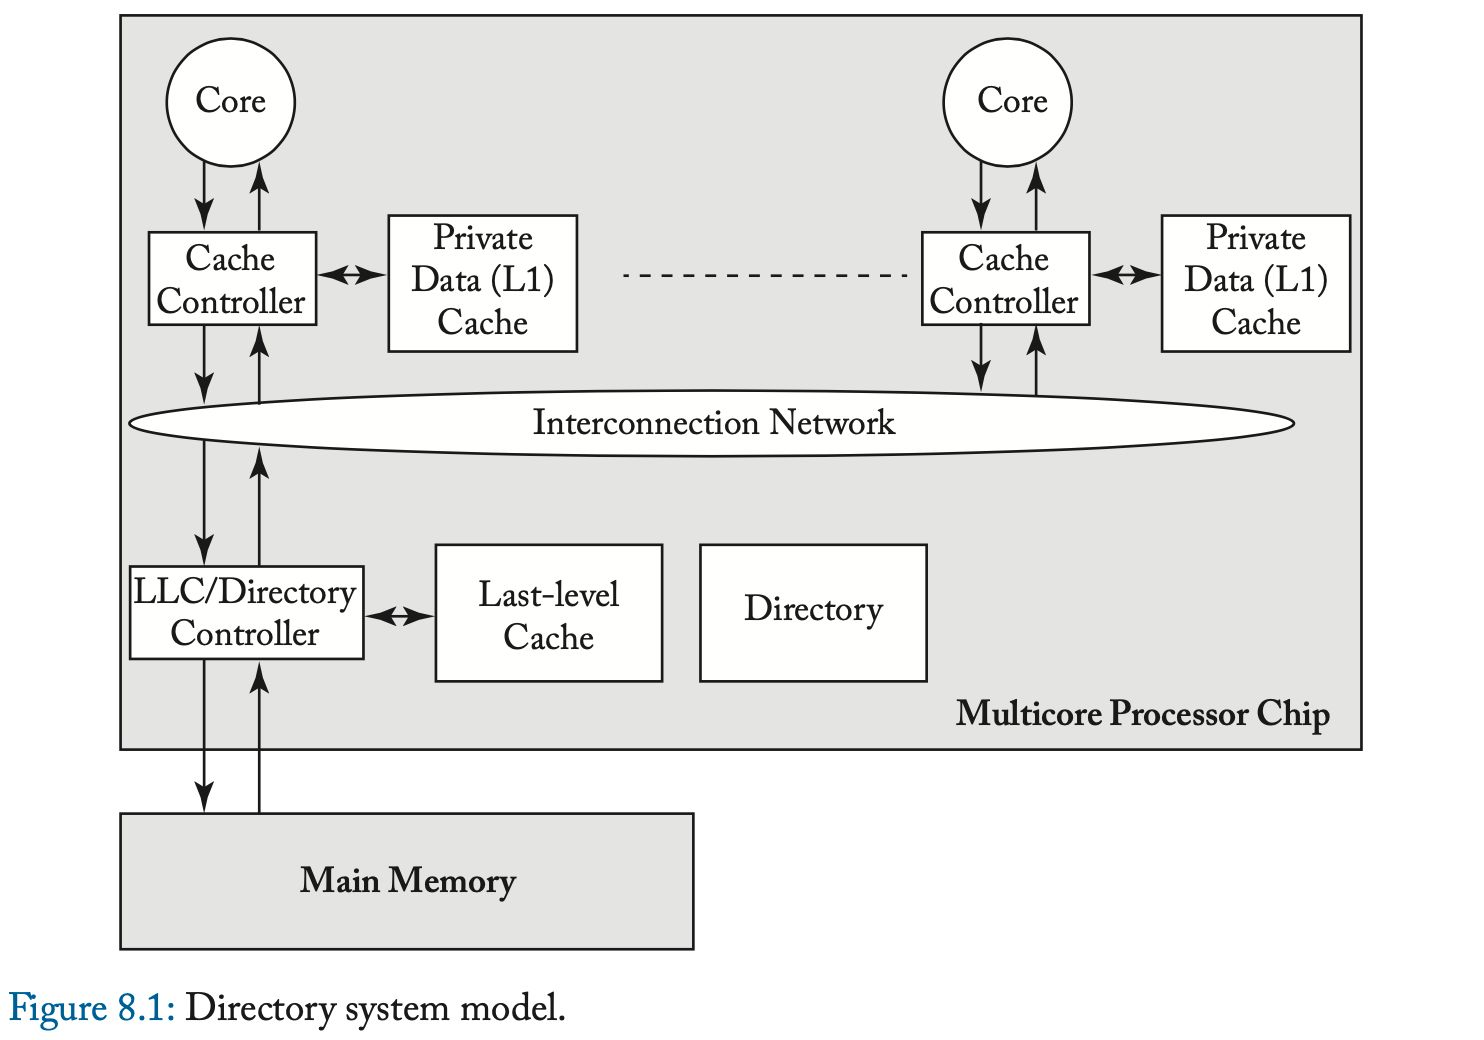 Core
Core
Cache
Controller
Private
Data (L1)
Cache
Cache
Controller
Private
Data (L1)
Cache
Interconnection Network
LLC/Directory
Controller
Last-level
Cache
Directory
Multicore Processor Chip
Main Memory
Figure 8.1: Directory system model.